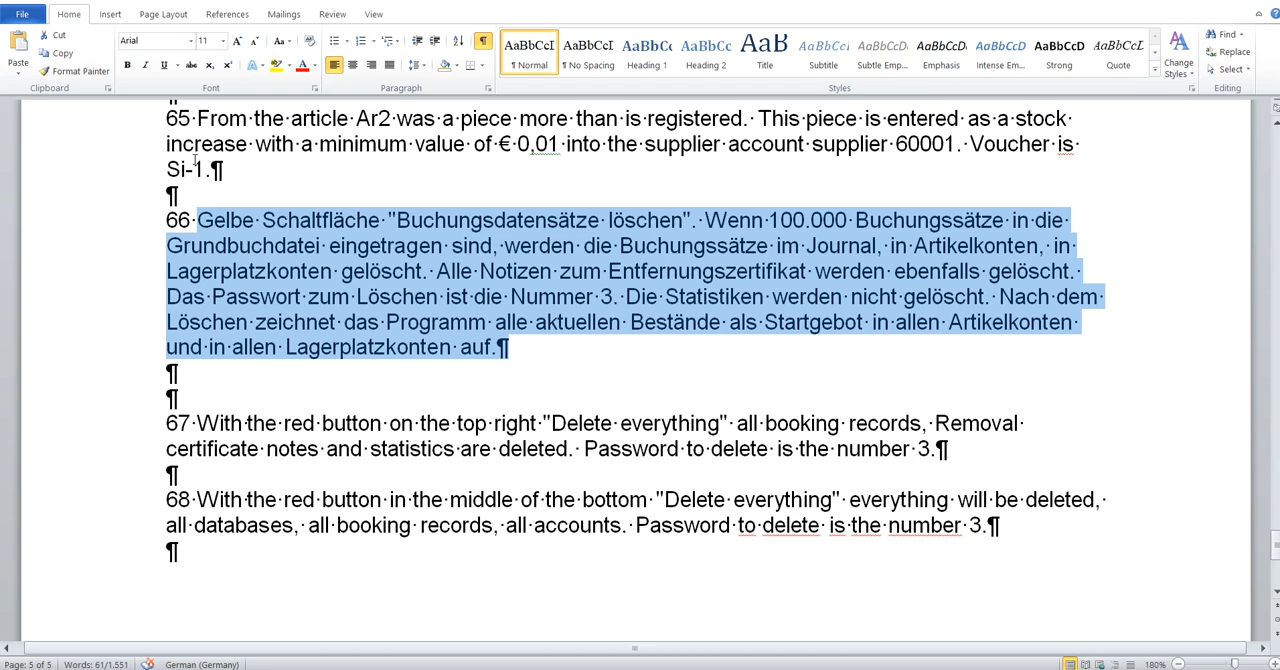 File Home Insert Page Layout References Mailings Review View
Paste Cut Copy Format Painter Clipboard
Arial 11 Font
Paragraph
AaBbCcI ¶ Normal AaBbCcI ¶ No Spacing AaBbCc Heading 1 AaBbCc Heading 2 AaB Title AaBbCcI Subtitle AaBbCcD Subtle Emp... AaBbCcD Emphasis AaBbCcD Intense Em... AaBbCcD Strong AaBbCcL Quote Styles
Change Styles Find Replace Select Editing
65 From the article Ar2 was a piece more than is registered. This piece is entered as a stock
increase with a minimum value of € 0,01 into the supplier account supplier 60001. Voucher is
Si-1.¶
¶
66 Gelbe Schaltfläche "Buchungsdatensätze löschen". Wenn 100.000 Buchungssätze in die
Grundbuchdatei eingetragen sind, werden die Buchungssätze im Journal, in Artikelkonten, in
Lagerplatzkonten gelöscht. Alle Notizen zum Entfernungszertifikat werden ebenfalls gelöscht.
Das Passwort zum Löschen ist die Nummer 3. Die Statistiken werden nicht gelöscht. Nach dem
Löschen zeichnet das Programm alle aktuellen Bestände als Startgebot in allen Artikelkonten
und in allen Lagerplatzkonten auf.¶
¶
¶
67 With the red button on the top right "Delete everything" all booking records, Removal
certificate notes and statistics are deleted. Password to delete is the number 3.¶
¶
68 With the red button in the middle of the bottom "Delete everything" everything will be deleted,
all databases, all booking records, all accounts. Password to delete is the number 3.¶
¶
Page: 5 of 5 Words: 61/1.551 German (Germany) 180%